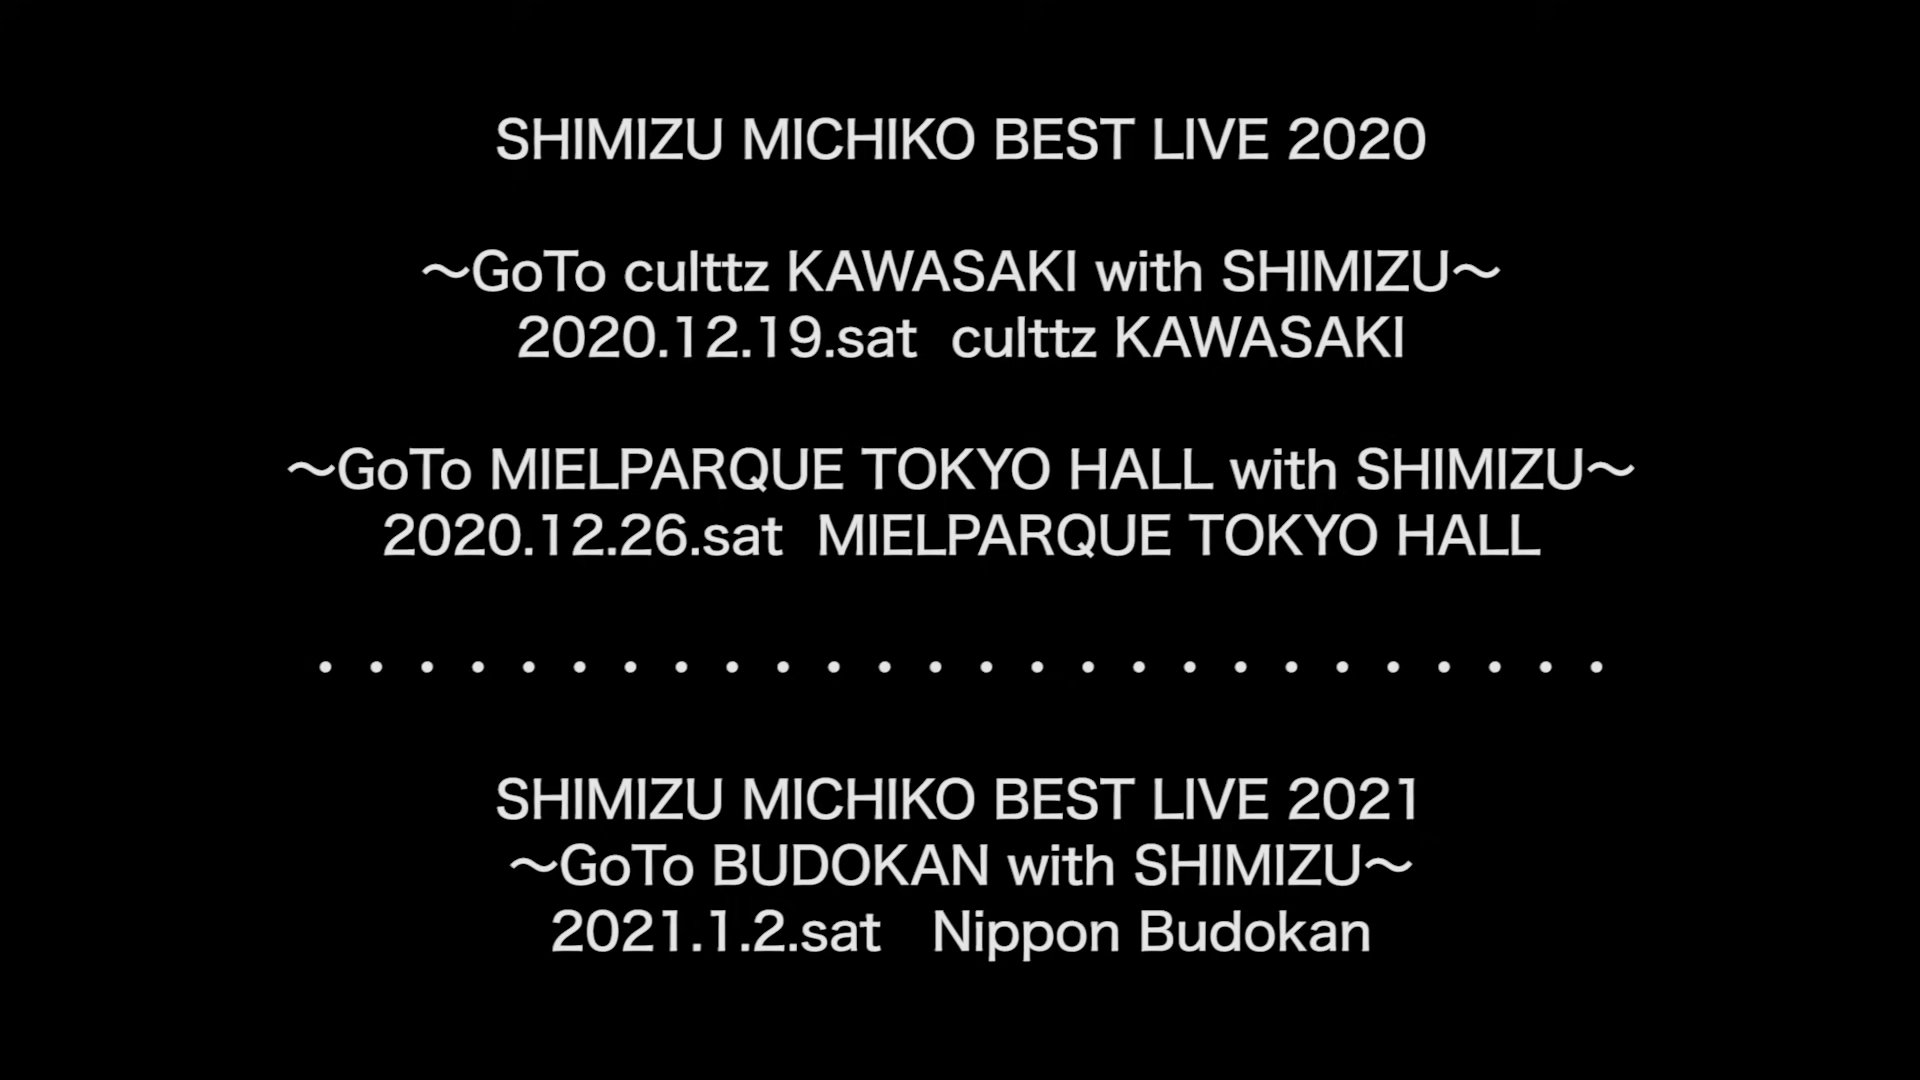 SHIMIZU MICHIKO BEST LIVE 2020
〜GoTo culttz KAWASAKI with SHIMIZU〜
2020.12.19.sat  culttz KAWASAKI
〜GoTo MIELPARQUE TOKYO HALL with SHIMIZU〜
2020.12.26.sat  MIELPARQUE TOKYO HALL
・・・・・・・・・・・・・・・・・・・・・・・・・・
SHIMIZU MICHIKO BEST LIVE 2021
〜GoTo BUDOKAN with SHIMIZU〜
2021.1.2.sat　Nippon Budokan